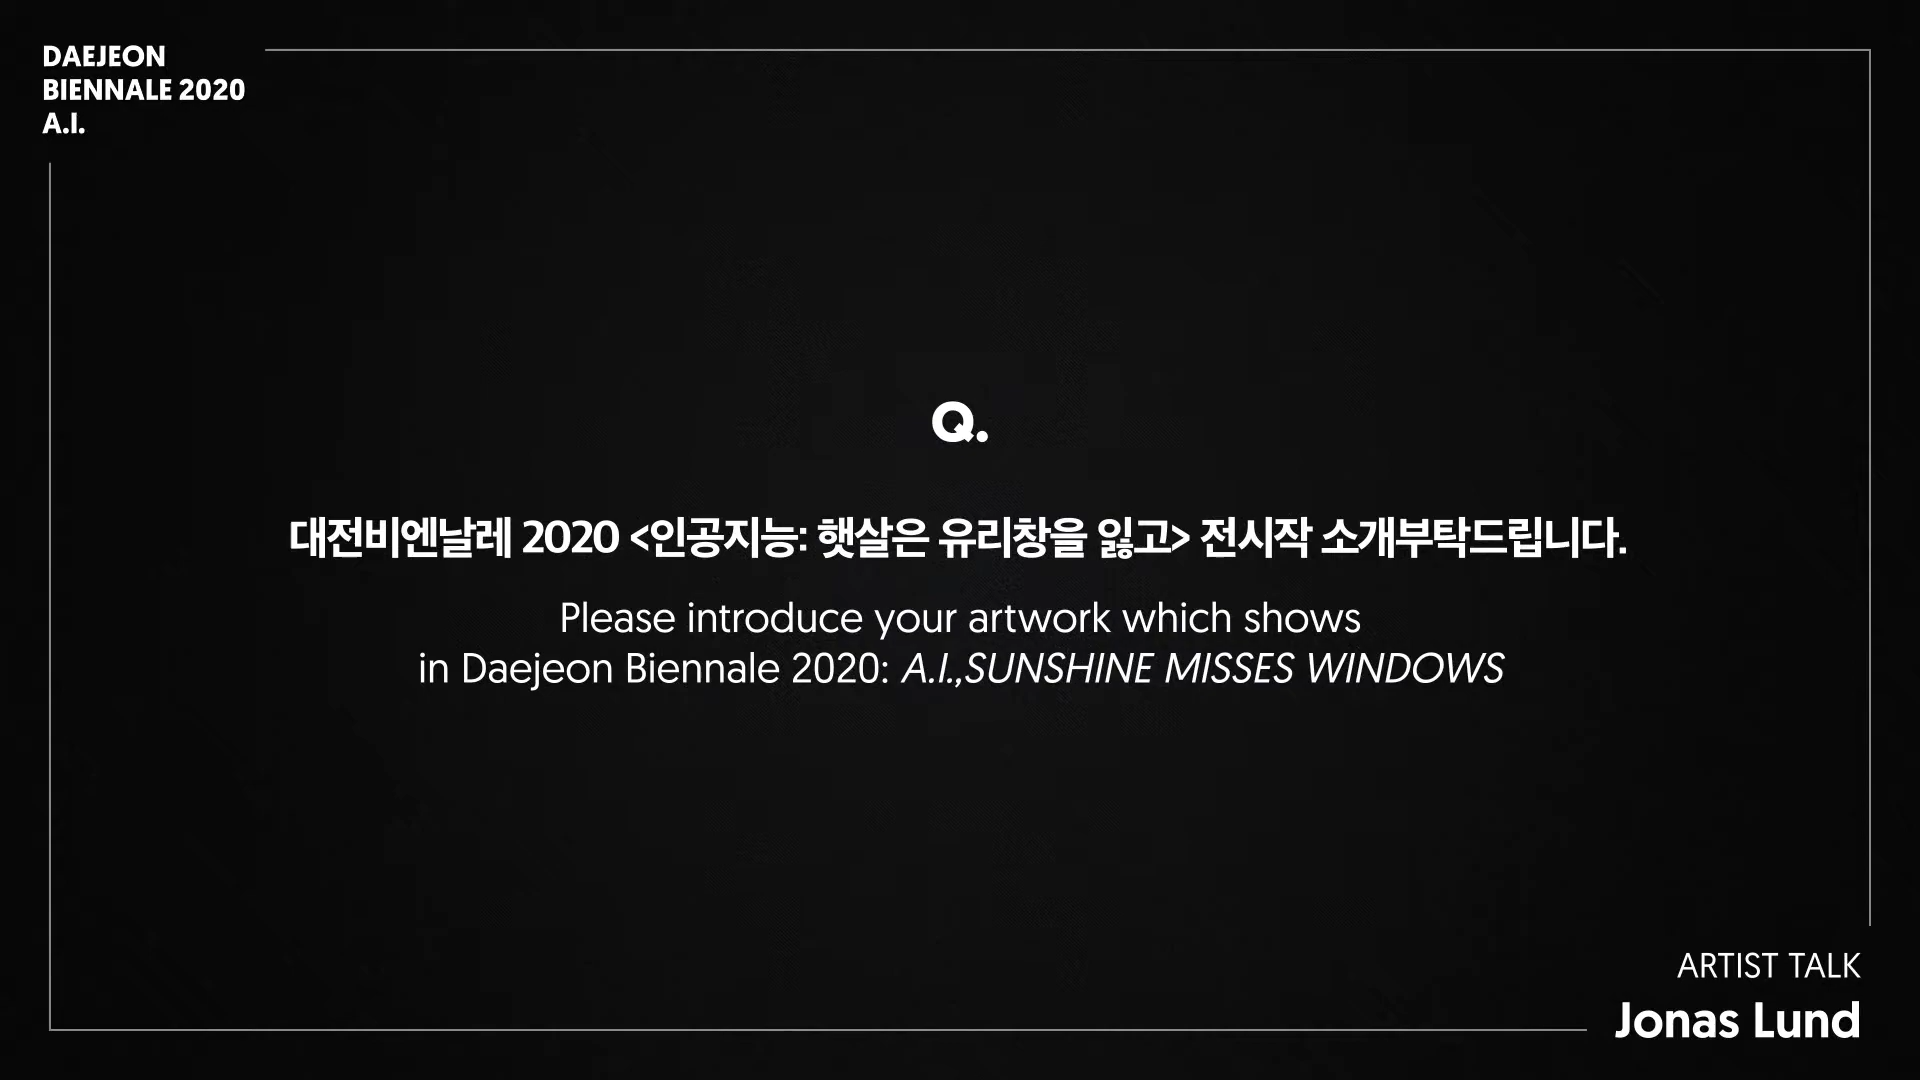 DAEJEON
BIENNALE 2020
A.I.
Q.
대전비엔날레 2020 <인공지능: 햇살은 유리창을 잃고> 전시작 소개부탁드립니다.
Please introduce your artwork which shows
in Daejeon Biennale 2020: A.I.,SUNSHINE MISSES WINDOWS
ARTIST TALK
Jonas Lund